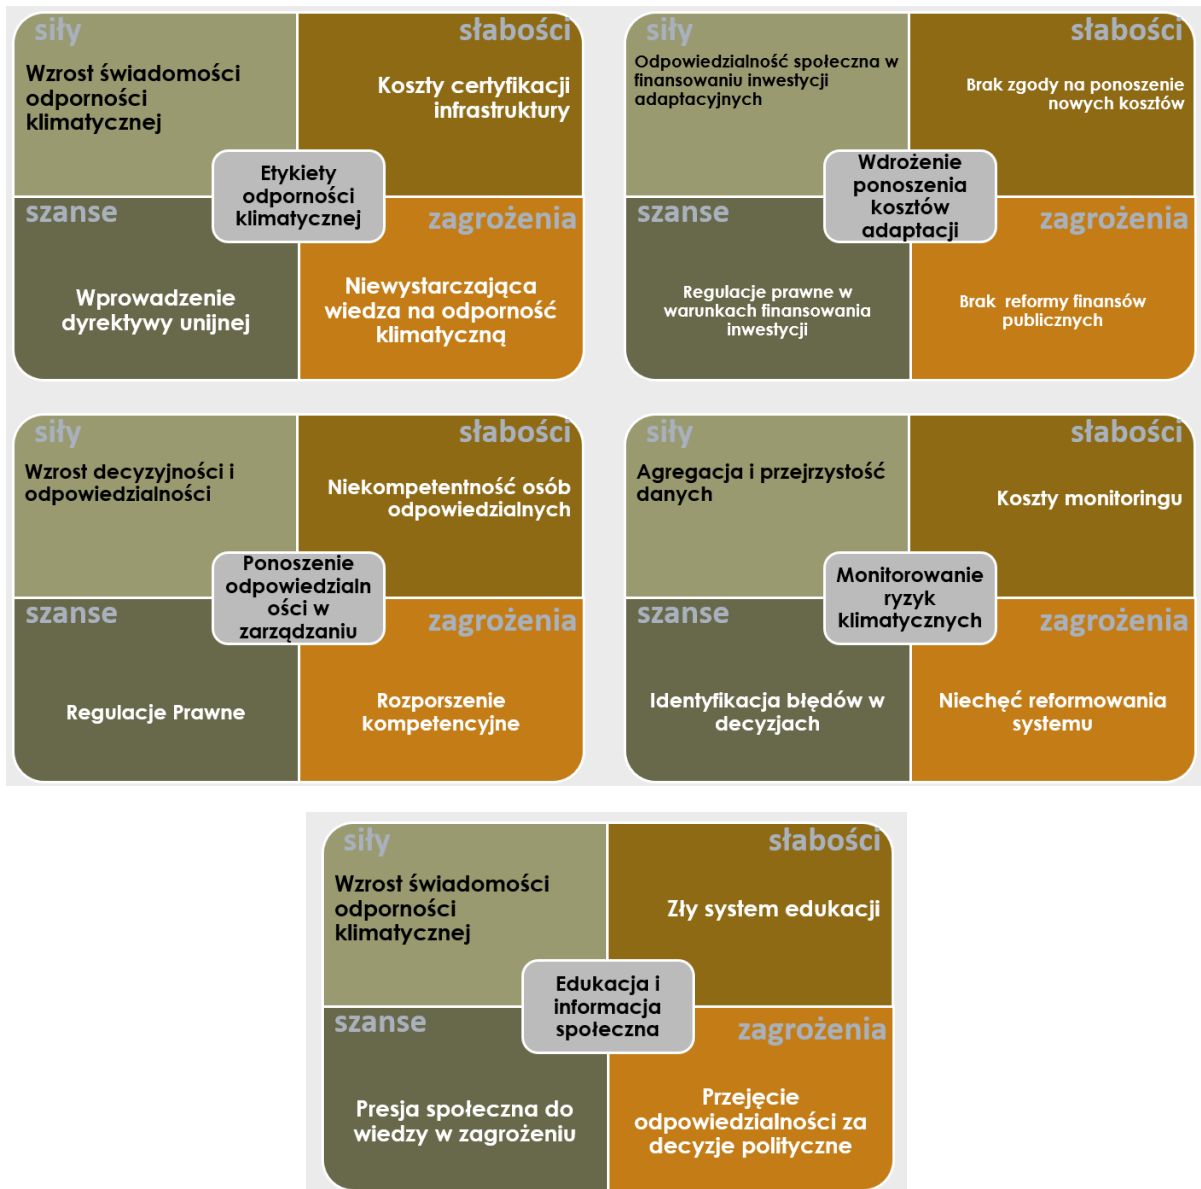 siły
Wzrost świadomości
odporności
klimatycznej
słabości
Koszty certyfikacji
infrastruktury
Etykiety
odporności
klimatycznej
szanse
Wprowadzenie
dyrektywy unijnej
zagrożenia
Niewystarczająca
wiedza na odporność
klimatyczną
siły
Odpowiedzialność społeczna w
finansowaniu inwestycji
adaptacyjnych
słabości
Brak zgody na ponoszenie
nowych kosztów
Wdrożenie
ponoszenia
kosztów
adaptacji
szanse
Regulacje prawne w
warunkach finansowania
inwestycji
zagrożenia
Brak reformy finansów
publicznych
siły
Wzrost decyzyjności i
odpowiedzialności
słabości
Niekompetentność osób
odpowiedzialnych
Ponoszenie
odpowiedzialn
ości w
zarządzaniu
szanse
Regulacje Prawne
zagrożenia
Rozporszenie
kompetencyjne
siły
Agregacja i przejrzystość
danych
słabości
Koszty monitoringu
Monitorowanie
ryzyk
klimatycznych
szanse
Identyfikacja błędów w
decyzjach
zagrożenia
Niechęć reformowania
systemu
siły
Wzrost świadomości
odporności
klimatycznej
słabości
Zły system edukacji
Edukacja i
informacja
społeczna
szanse
Presja społeczna do
wiedzy w zagrożeniu
zagrożenia
Przejęcie
odpowiedzialności za
decyzje polityczne